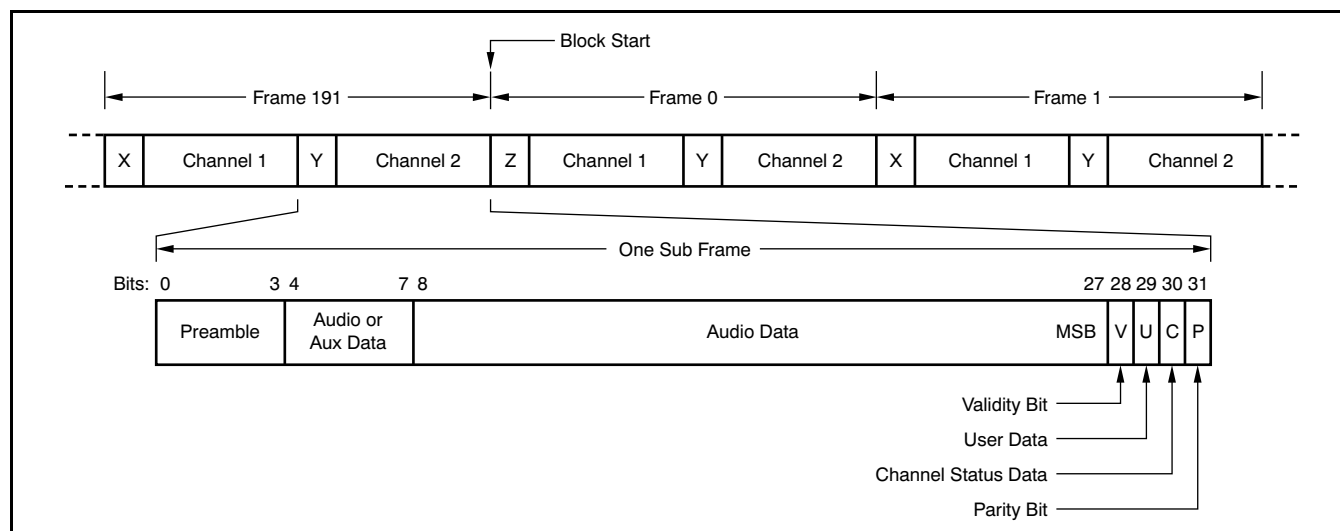 Block Start
Frame 191 Frame 0 Frame 1
X Channel 1 Y Channel 2 Z Channel 1 Y Channel 2 X Channel 1 Y Channel 2
One Sub Frame
Bits: 0 3 4 7 8 27 28 29 30 31
Preamble Audio or Aux Data Audio Data MSB V U C P
Validity Bit
User Data
Channel Status Data
Parity Bit